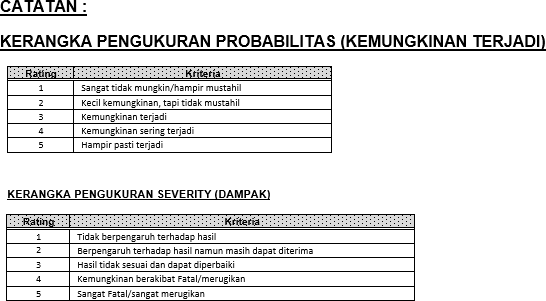 CATATAN :
KERANGKA PENGUKURAN PROBABILITAS (KEMUNGKINAN TERJADI)
Rating Kriteria
1 Sangat tidak mungkin/hampir mustahil
2 Kecil kemungkinan, tapi tidak mustahil
3 Kemungkinan terjadi
4 Kemungkinan sering terjadi
5 Hampir pasti terjadi
KERANGKA PENGUKURAN SEVERITY (DAMPAK)
Rating Kriteria
1 Tidak berpengaruh terhadap hasil
2 Berpengaruh terhadap hasil namun masih dapat diterima
3 Hasil tidak sesuai dan dapat diperbaiki
4 Kemungkinan berakibat Fatal/merugikan
5 Sangat Fatal/sangat merugikan